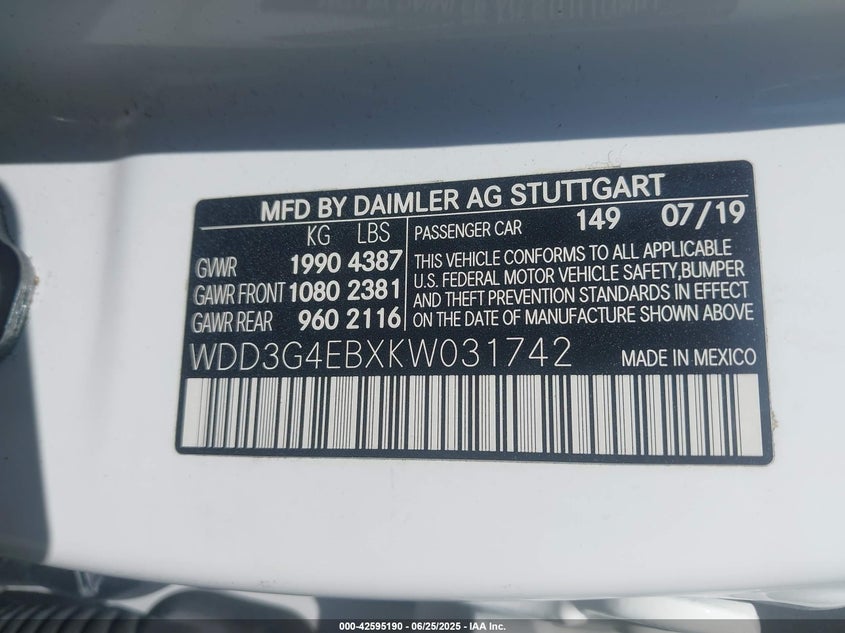 MFD BY DAIMLER AG STUTTGART
KG LBS
GVWR 1990 4387
GAWR FRONT 1080 2381
GAWR REAR 960 2116
PASSENGER CAR 149 07/19
THIS VEHICLE CONFORMS TO ALL APPLICABLE
U.S. FEDERAL MOTOR VEHICLE SAFETY,BUMPER
AND THEFT PREVENTION STANDARDS IN EFFECT
ON THE DATE OF MANUFACTURE SHOWN ABOVE
WDD3G4EBXKW031742 MADE IN MEXICO
000-42595190 - 06/25/2025 - IAA Inc.